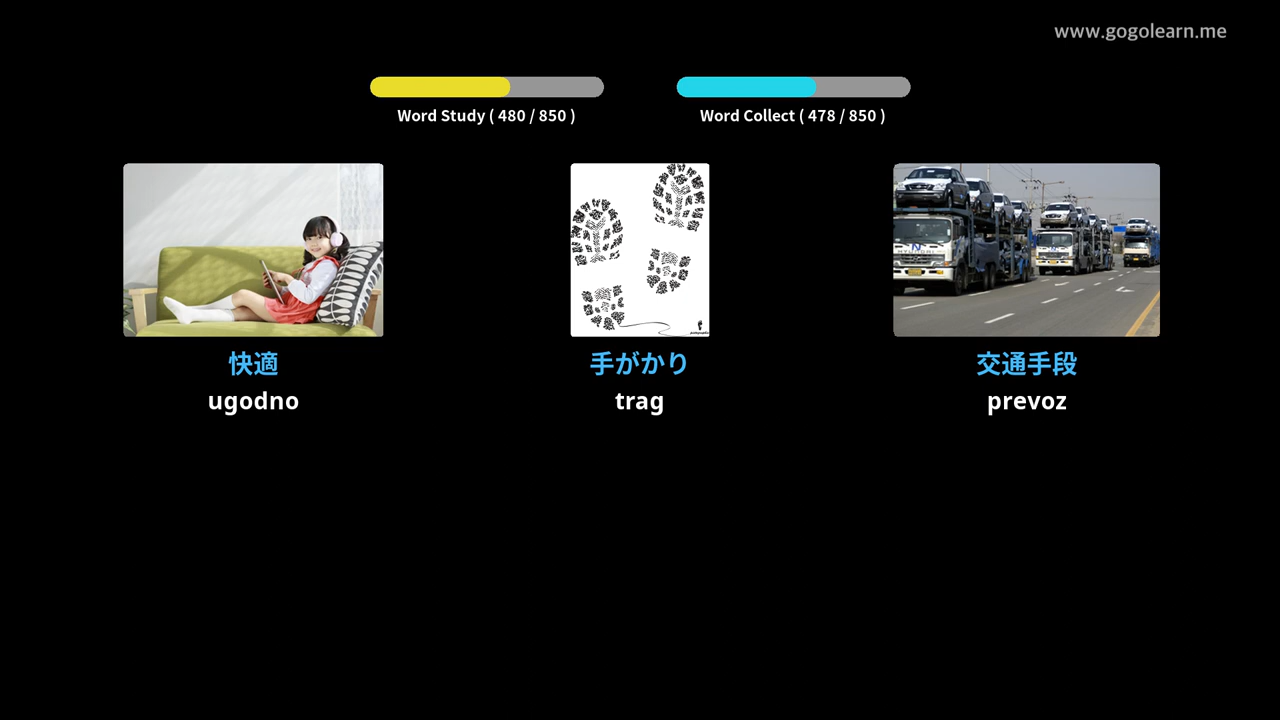 www.gogolearn.me
Word Study ( 480 / 850 )
Word Collect ( 478 / 850 )
快適
手がかり
交通手段
ugodno
trag
prevoz